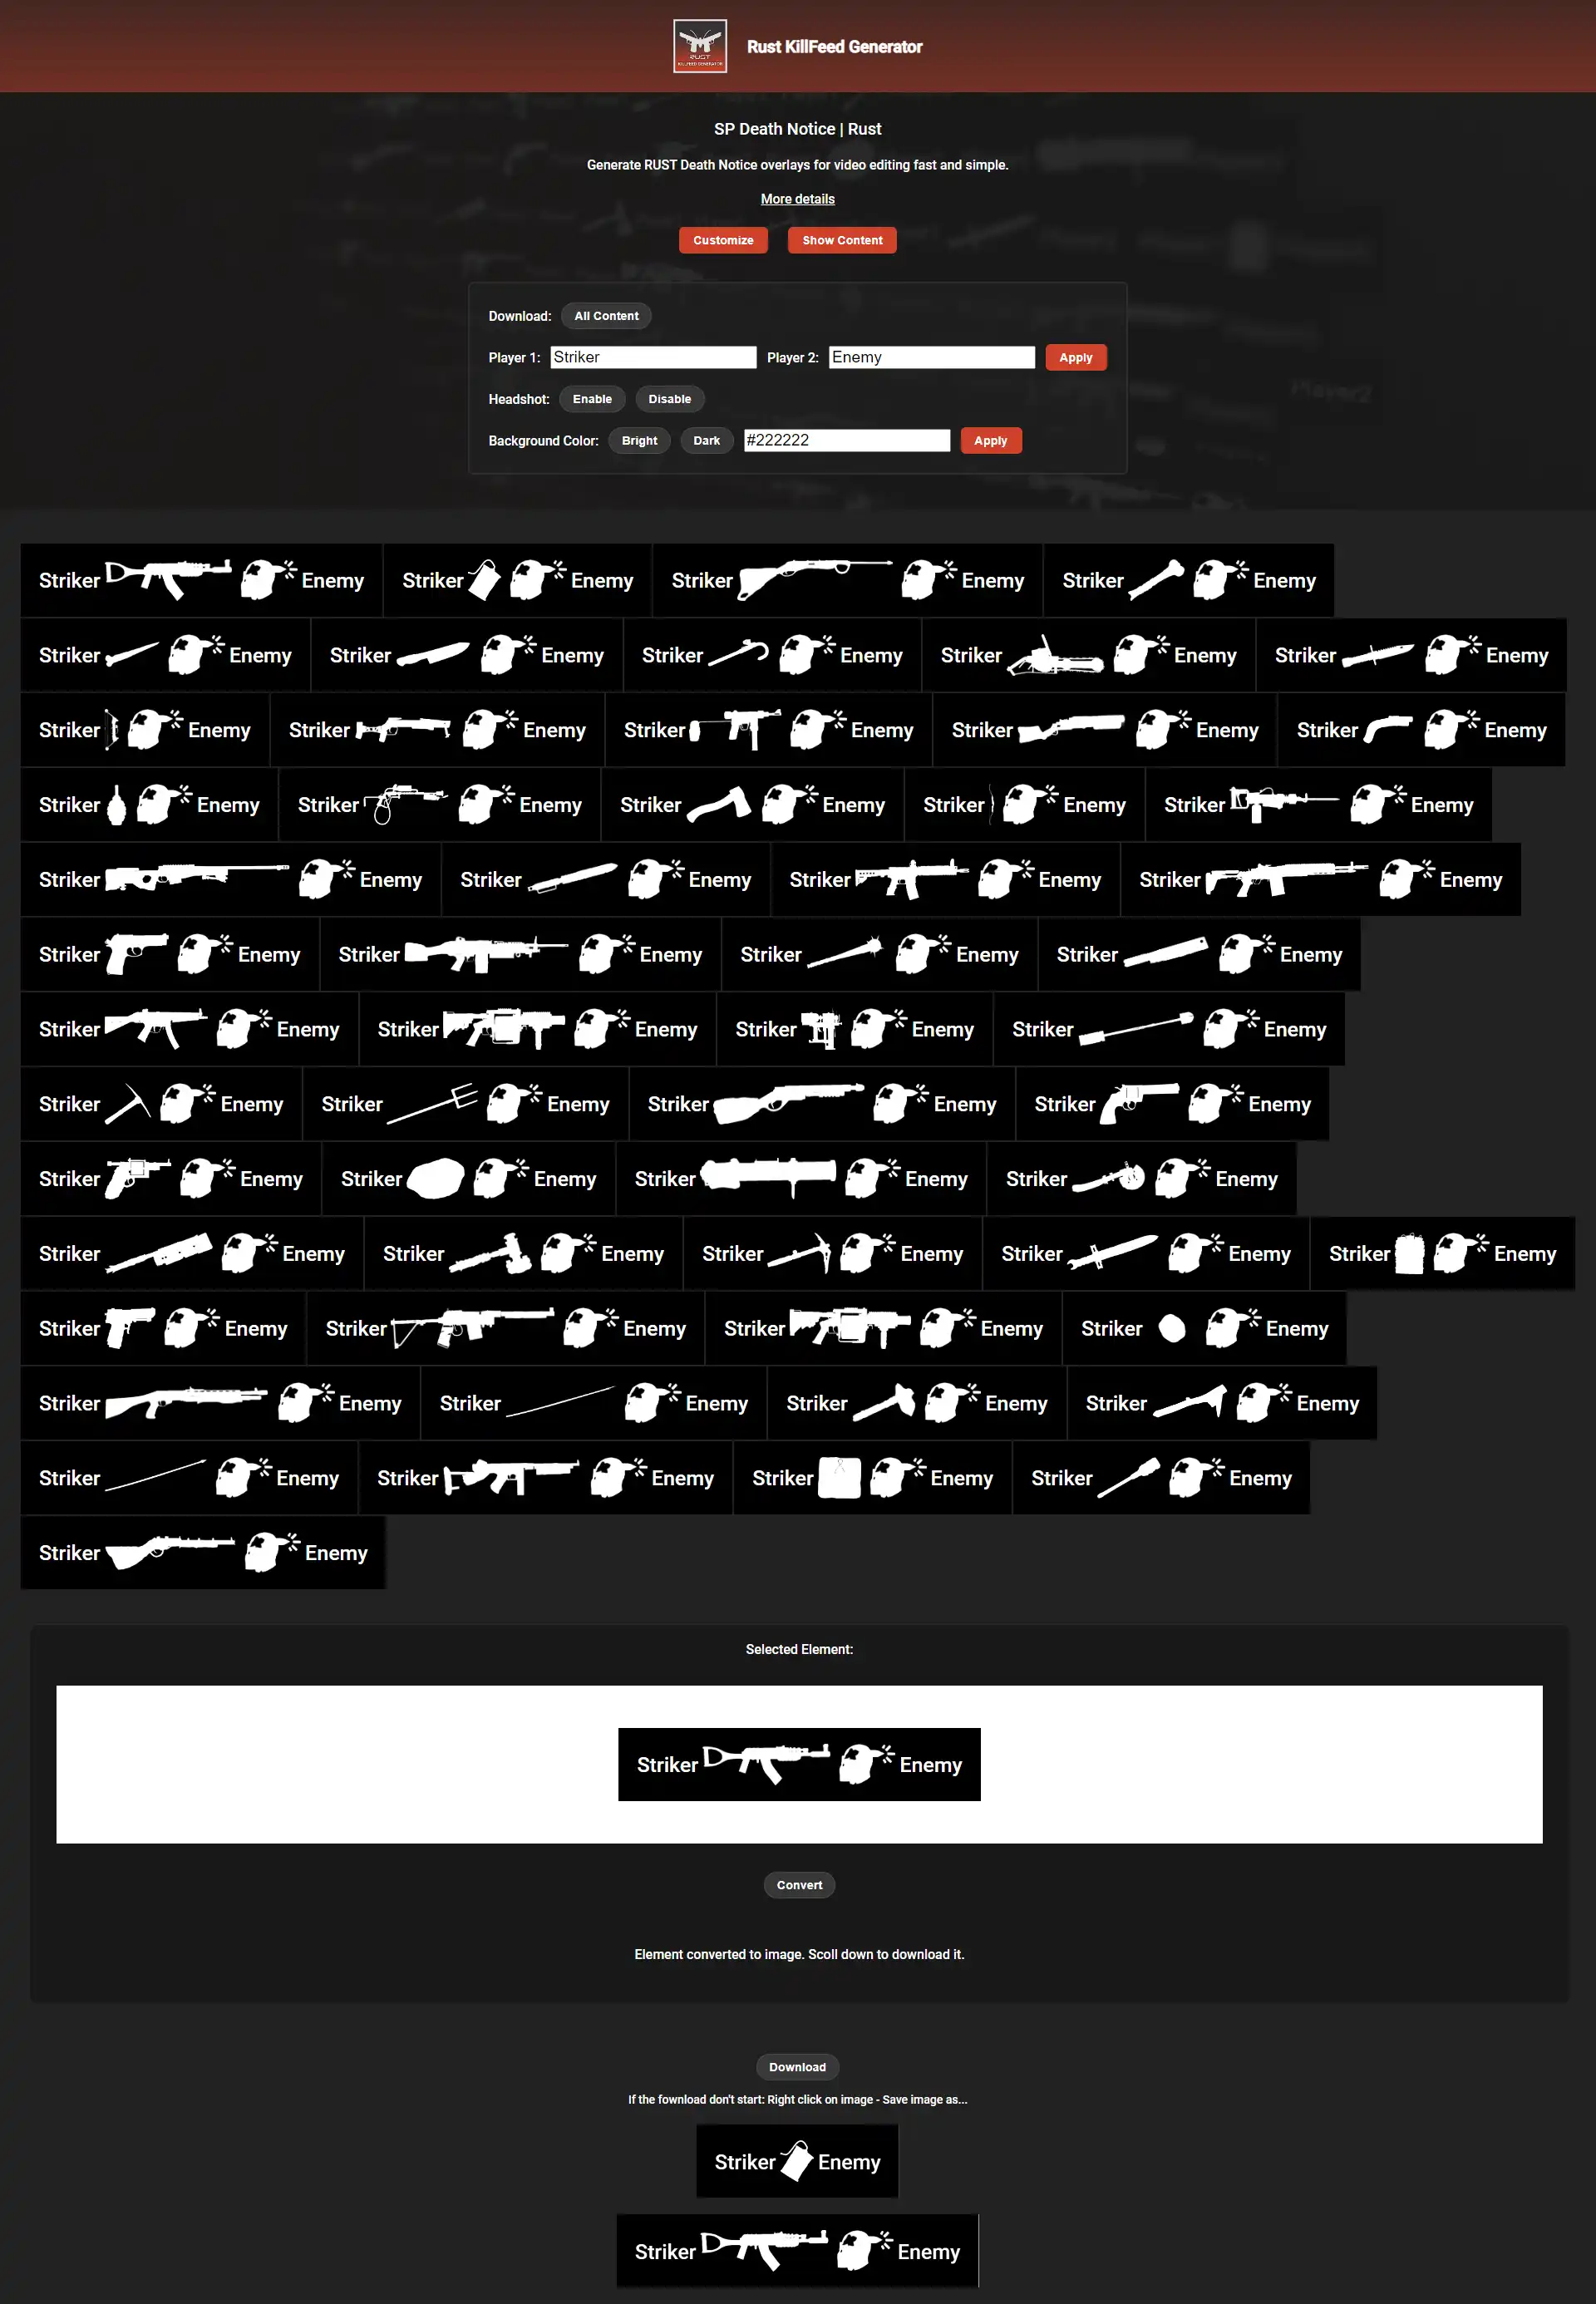 RUST
KILLFEED GENERATOR
Rust KillFeed Generator
SP Death Notice | Rust
Generate RUST Death Notice overlays for video editing fast and simple.
More details
Customize Show Content
Download: All Content
Player 1: Striker Player 2: Enemy Apply
Headshot: Enable Disable
Player2
Background Color: Bright Dark #222222 Apply
Striker Enemy Striker Enemy Striker Enemy Striker Enemy
Striker Enemy Striker Enemy Striker Enemy Striker Enemy Striker Enemy
Striker Enemy Striker Enemy Striker Enemy Striker Enemy Striker Enemy
Striker Enemy Striker Enemy Striker Enemy Striker Enemy Striker Enemy
Striker Enemy Striker Enemy Striker Enemy Striker Enemy
Striker Enemy Striker Enemy Striker Enemy Striker Enemy
Striker Enemy Striker Enemy Striker Enemy Striker Enemy
Striker Enemy Striker Enemy Striker Enemy Striker Enemy
Striker Enemy Striker Enemy Striker Enemy Striker Enemy
Striker Enemy Striker Enemy Striker Enemy Striker Enemy Striker Enemy
Striker Enemy Striker Enemy Striker Enemy Striker Enemy
Striker Enemy Striker Enemy Striker Enemy Striker Enemy
Striker Enemy Striker Enemy Striker Enemy Striker Enemy
Striker Enemy
Selected Element:
Striker Enemy
Convert
Element converted to image. Scoll down to download it.
Download
If the fownload don't start: Right click on image - Save image as...
Striker Enemy
Striker Enemy